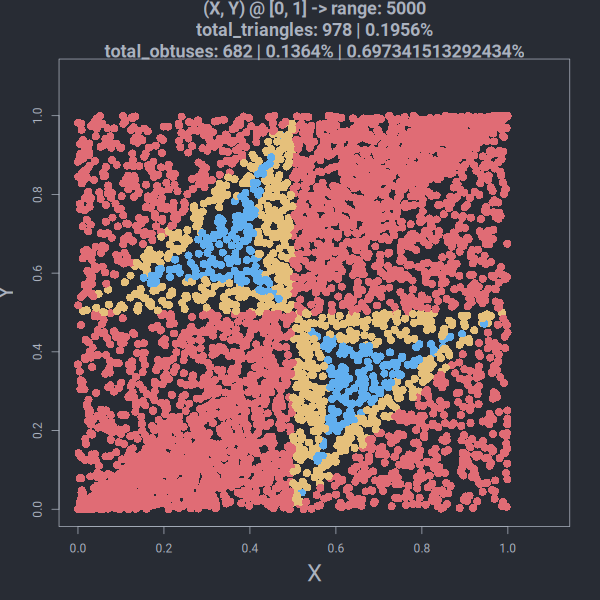 (X, Y) @ [0, 1] -> range: 5000
total_triangles: 978 | 0.1956%
total_obtuses: 682 | 0.1364% | 0.697341513292434%
1.0
0.8
0.6
Y
0.4
0.2
0.0
0.0 0.2 0.4 0.6 0.8 1.0
X